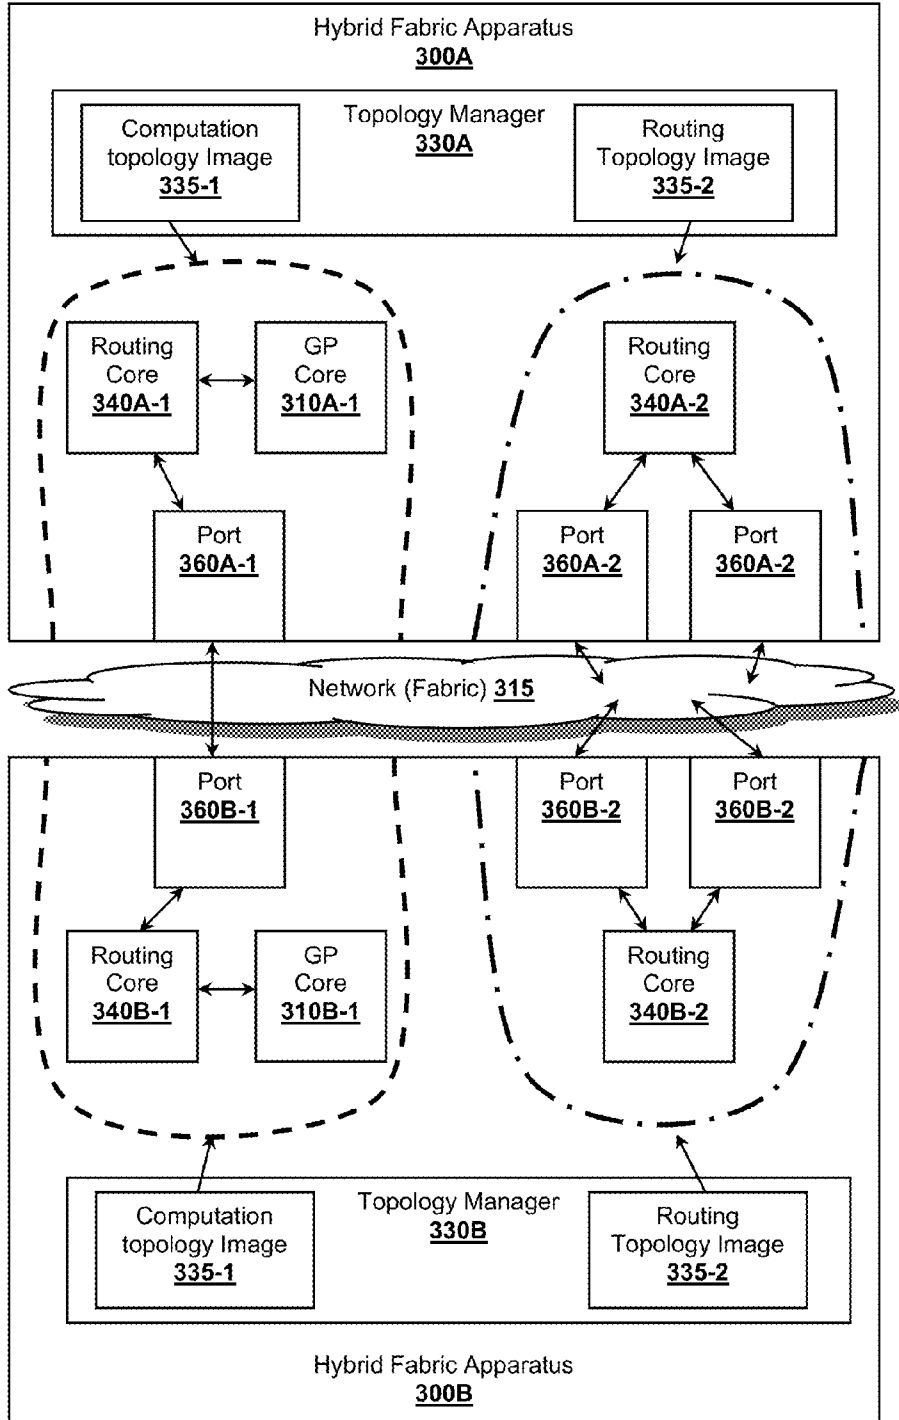 Hybrid Fabric Apparatus
300A
Computation
topology Image
335-1
Topology Manager
330A
Routing
Topology Image
335-2
Routing
Core
340A-1
GP
Core
310A-1
Routing
Core
340A-2
Port
360A-1
Port
360A-2
Port
360A-2
Network (Fabric) 315
Port
360B-1
Port
360B-2
Port
360B-2
Routing
Core
340B-1
GP
Core
310B-1
Routing
Core
340B-2
Computation
topology Image
335-1
Topology Manager
330B
Routing
Topology Image
335-2
Hybrid Fabric Apparatus
300B